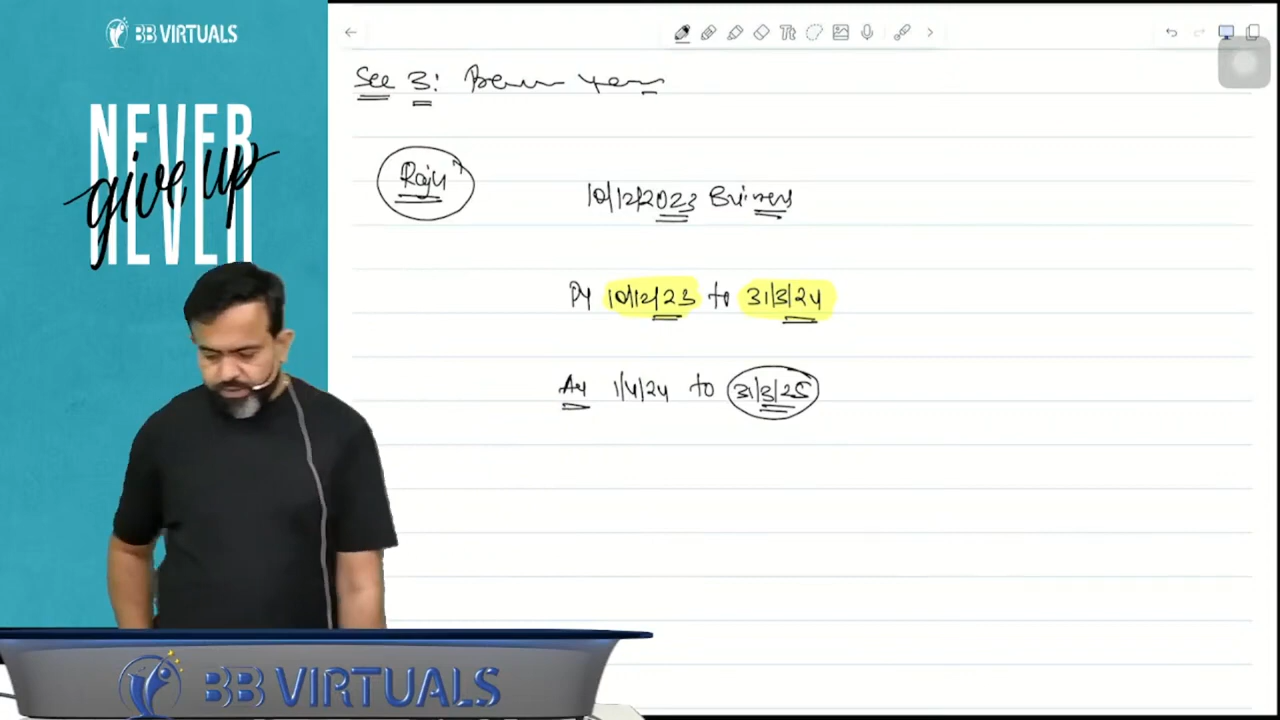 BB VIRTUALS
NEVER
give up
NEVER
Sec 3:
Raju
10/12/2023 Business
PY 10/12/23 to 31/3/24
AY 1/4/24 to 31/3/25
BB VIRTUALS